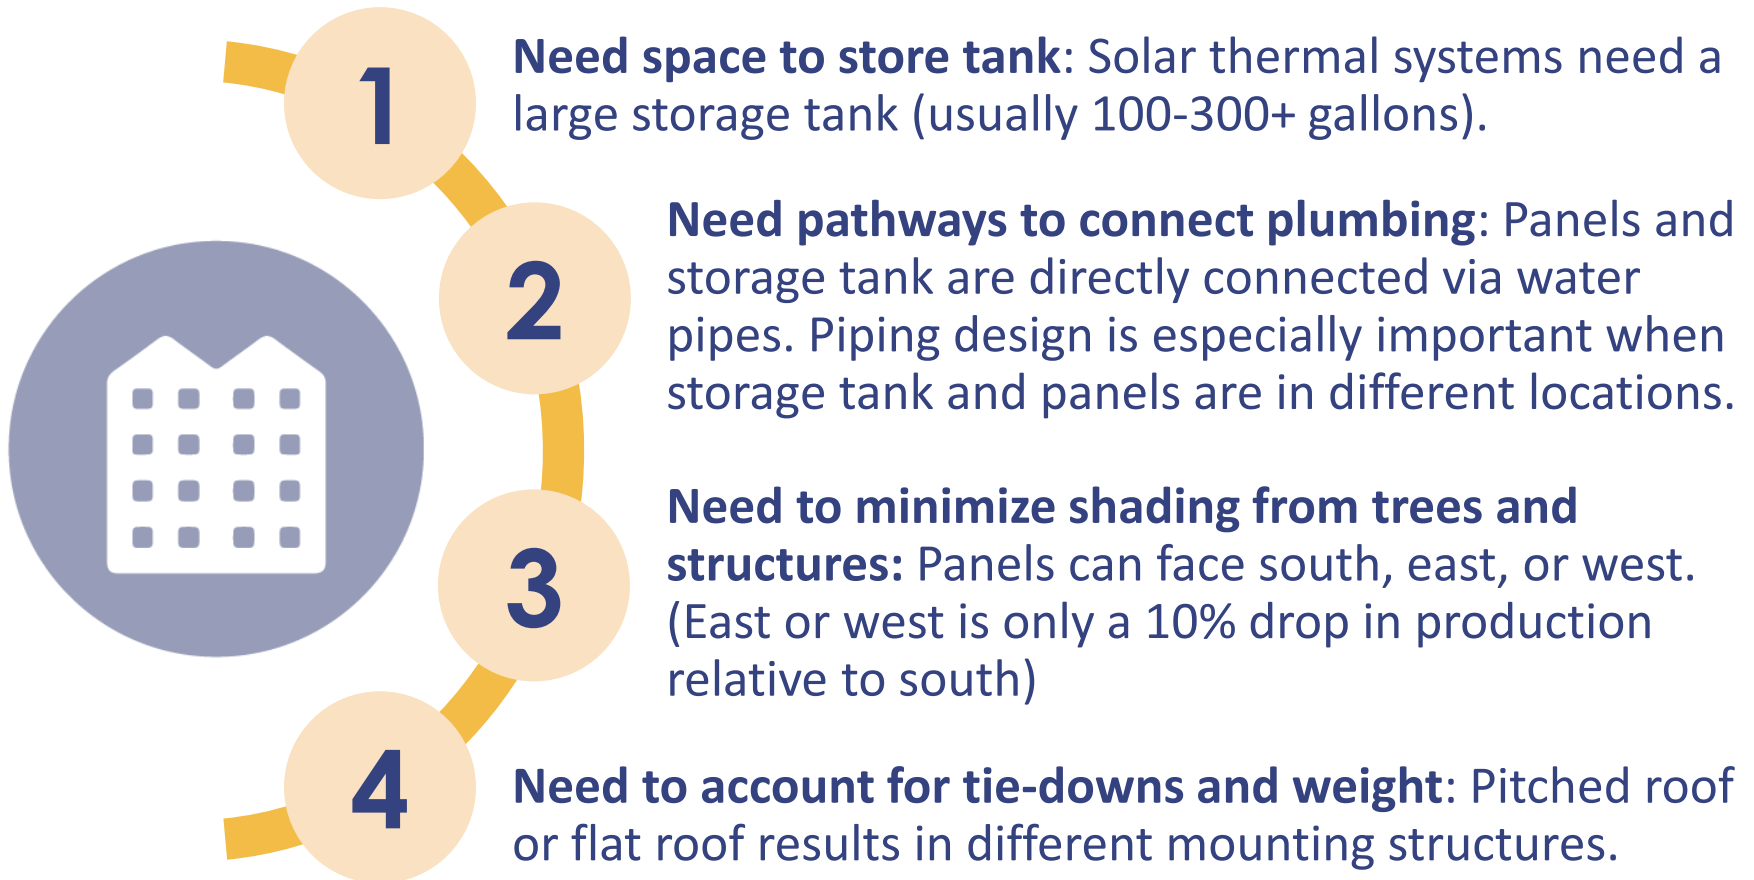 1
Need space to store tank: Solar thermal systems need a
large storage tank (usually 100-300+ gallons).
2
Need pathways to connect plumbing: Panels and
storage tank are directly connected via water
pipes. Piping design is especially important when
storage tank and panels are in different locations.
3
Need to minimize shading from trees and
structures: Panels can face south, east, or west.
(East or west is only a 10% drop in production
relative to south)
4
Need to account for tie-downs and weight: Pitched roof
or flat roof results in different mounting structures.